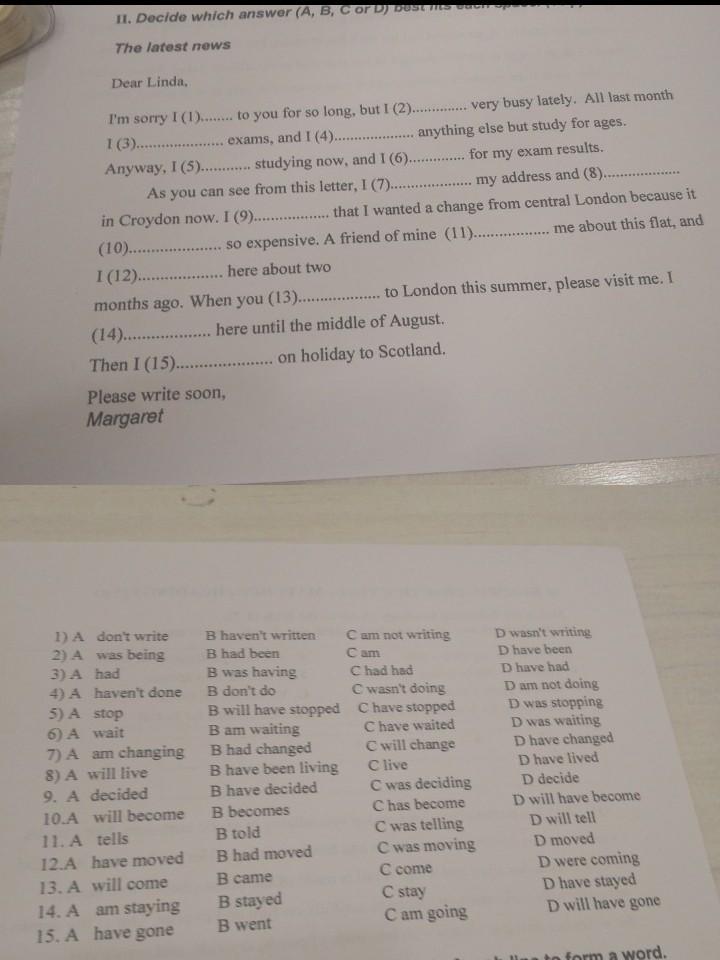 II. Decide which answer (A, B, C or D) best fits each
The latest news
Dear Linda,
I'm sorry I (1)........ to you for so long, but I (2).............. very busy lately. All last month
I (3)...................... exams, and I (4).................... anything else but study for ages.
Anyway, I (5)............ studying now, and I (6).............. for my exam results.
As you can see from this letter, I (7).................... my address and (8)...................
in Croydon now. I (9)................... that I wanted a change from central London because it
(10)....................... so expensive. A friend of mine (11)................... me about this flat, and
I (12)..................... here about two
months ago. When you (13).................... to London this summer, please visit me. I
(14)...................... here until the middle of August.
Then I (15)........................ on holiday to Scotland.
Please write soon,
Margaret
1) A don't write B haven't written C am not writing D wasn't writing
2) A was being B had been C am D have been
3) A had B was having C had had D have had
4) A haven't done B don't do C wasn't doing D am not doing
5) A stop B will have stopped C have stopped D was stopping
6) A wait B am waiting C have waited D was waiting
7) A am changing B had changed C will change D have changed
8) A will live B have been living C live D have lived
9. A decided B have decided C was deciding D decide
10.A will become B becomes C has become D will have become
11. A tells B told C was telling D will tell
12.A have moved B had moved C was moving D moved
13. A will come B came C come D were coming
14. A am staying B stayed C stay D have stayed
15. A have gone B went C am going D will have gone
line to form a word.